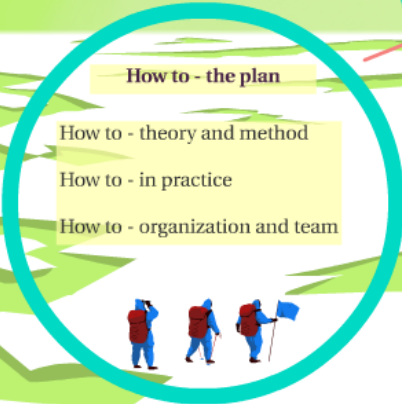 How to - the plan
How to - theory and method
How to - in practice
How to - organization and team